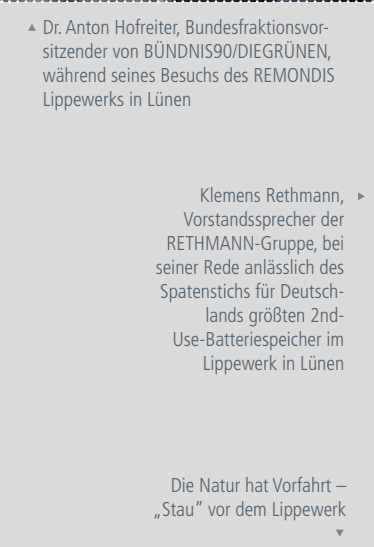 ▲ Dr. Anton Hofreiter, Bundesfraktionsvor-
sitzender von BÜNDNIS90/DIEGRÜNEN,
während seines Besuchs des REMONDIS
Lippewerks in Lünen
Klemens Rethmann, ►
Vorstandssprecher der
RETHMANN-Gruppe, bei
seiner Rede anlässlich des
Spatenstichs für Deutsch-
lands größten 2nd-
Use-Batteriespeicher im
Lippewerk in Lünen
Die Natur hat Vorfahrt –
„Stau” vor dem Lippewerk
▼